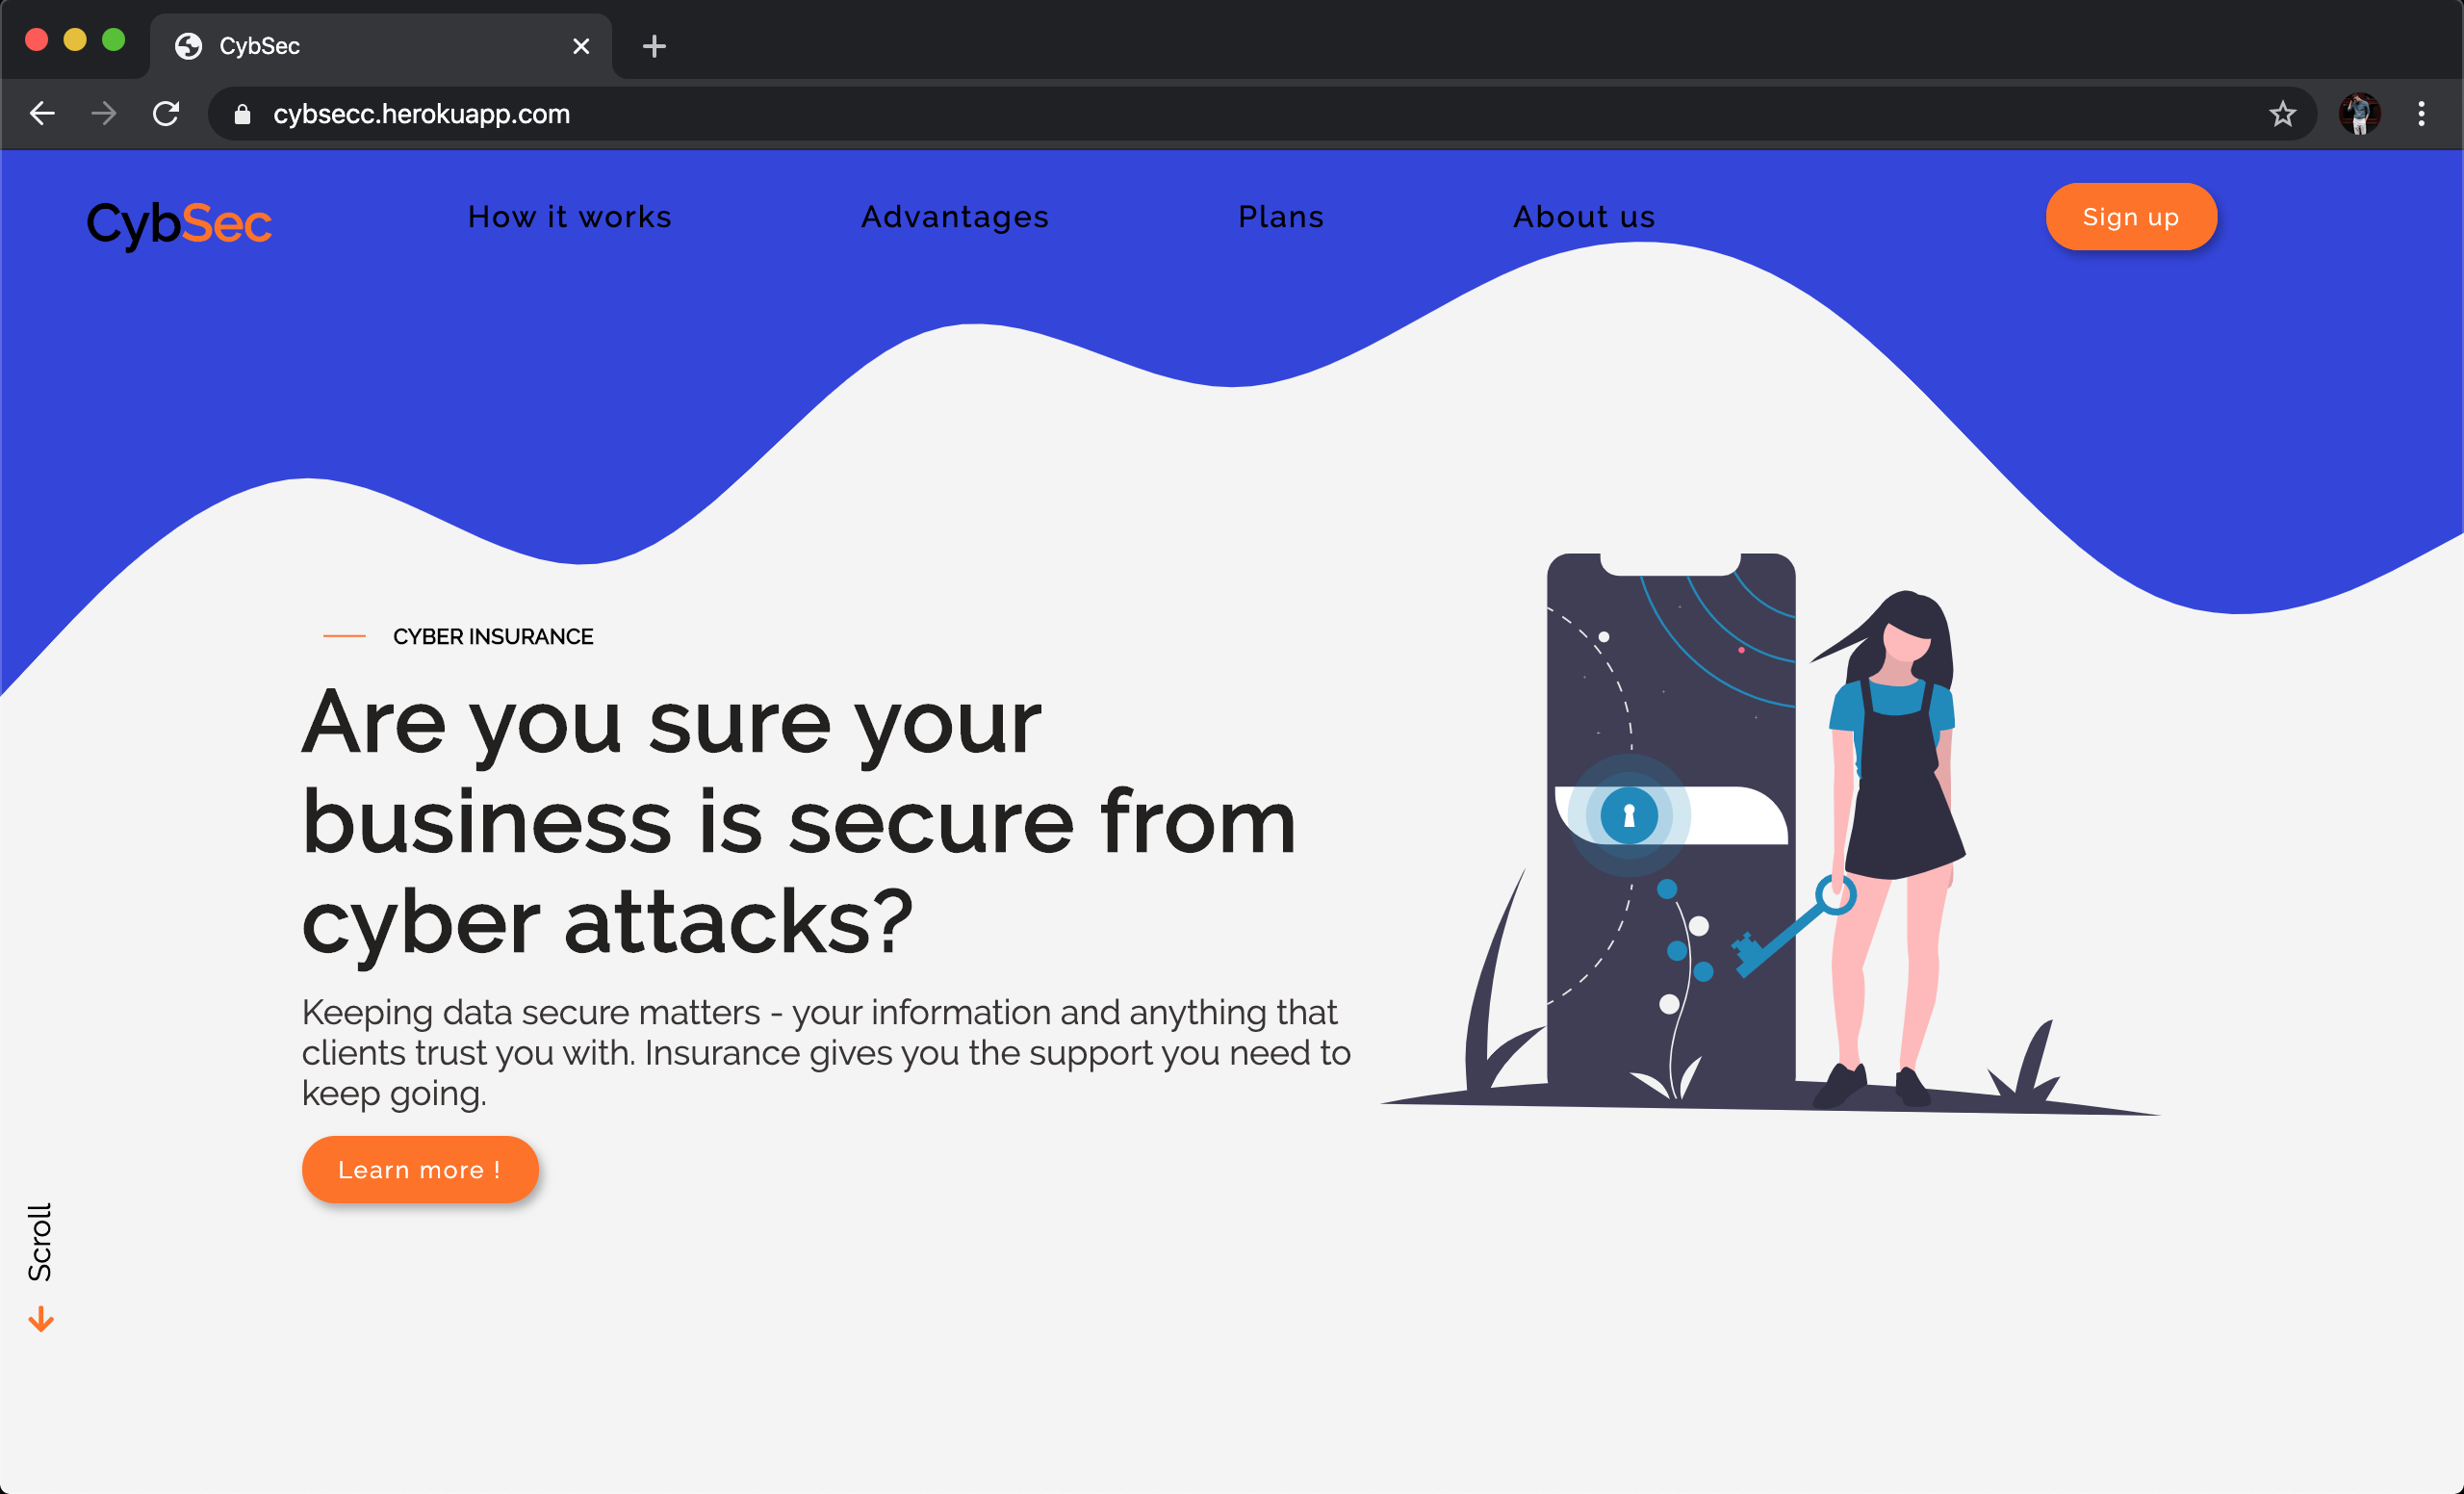 CybSec
cybsecc.herokuapp.com
CybSec
How it works
Advantages
Plans
About us
Sign up
CYBER INSURANCE
Are you sure your
business is secure from
cyber attacks?
Keeping data secure matters - your information and anything that
clients trust you with. Insurance gives you the support you need to
keep going.
Learn more !
Scroll